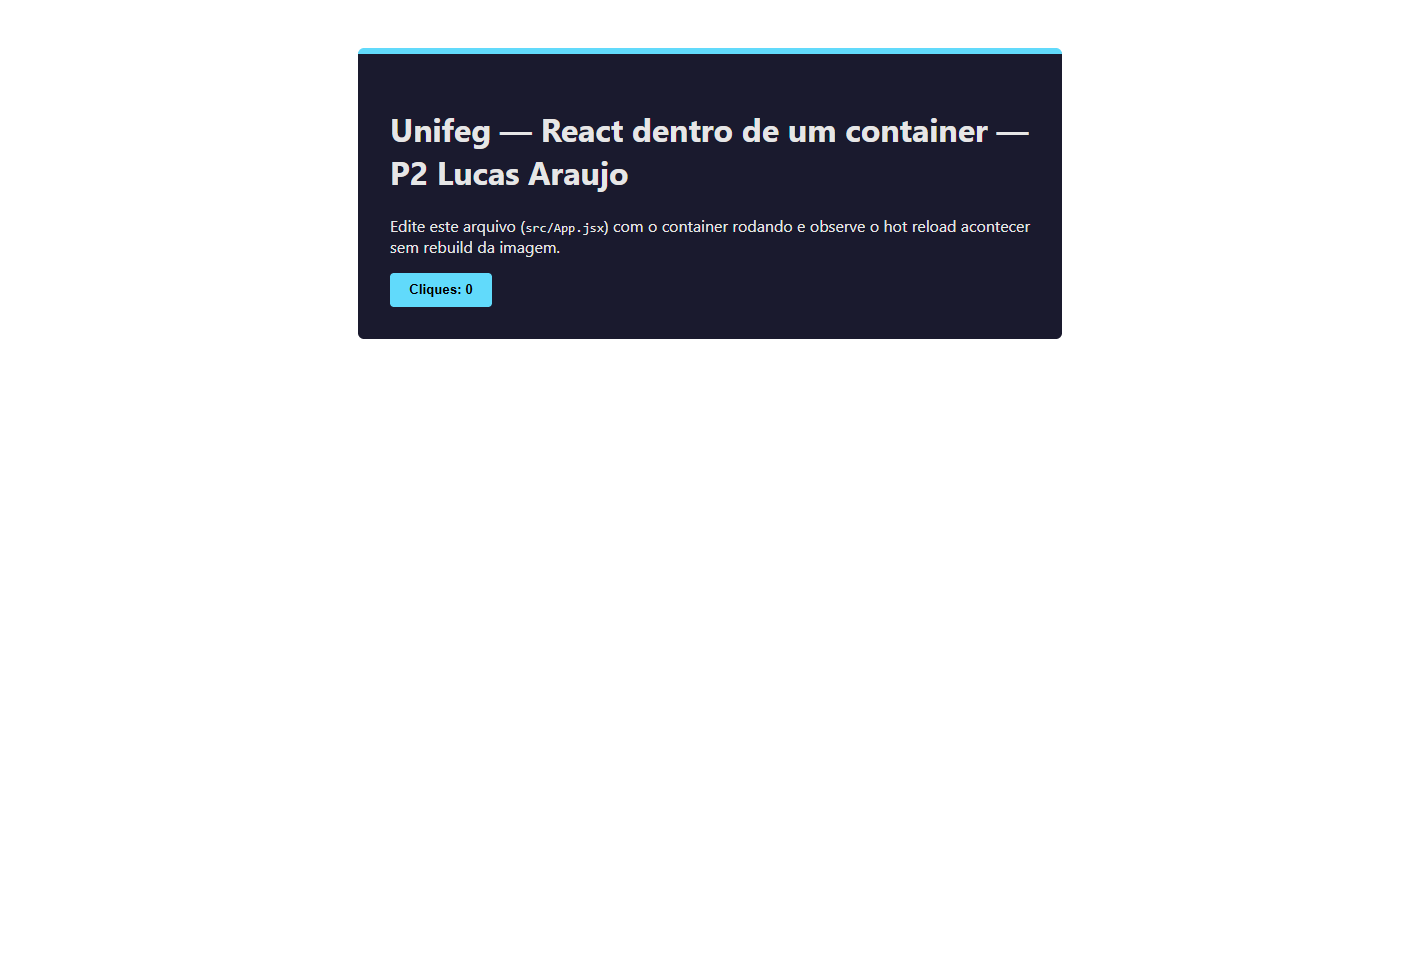 Unifeg — React dentro de um container —
P2 Lucas Araujo
Edite este arquivo (src/App.jsx) com o container rodando e observe o hot reload acontecer
sem rebuild da imagem.
Cliques: 0